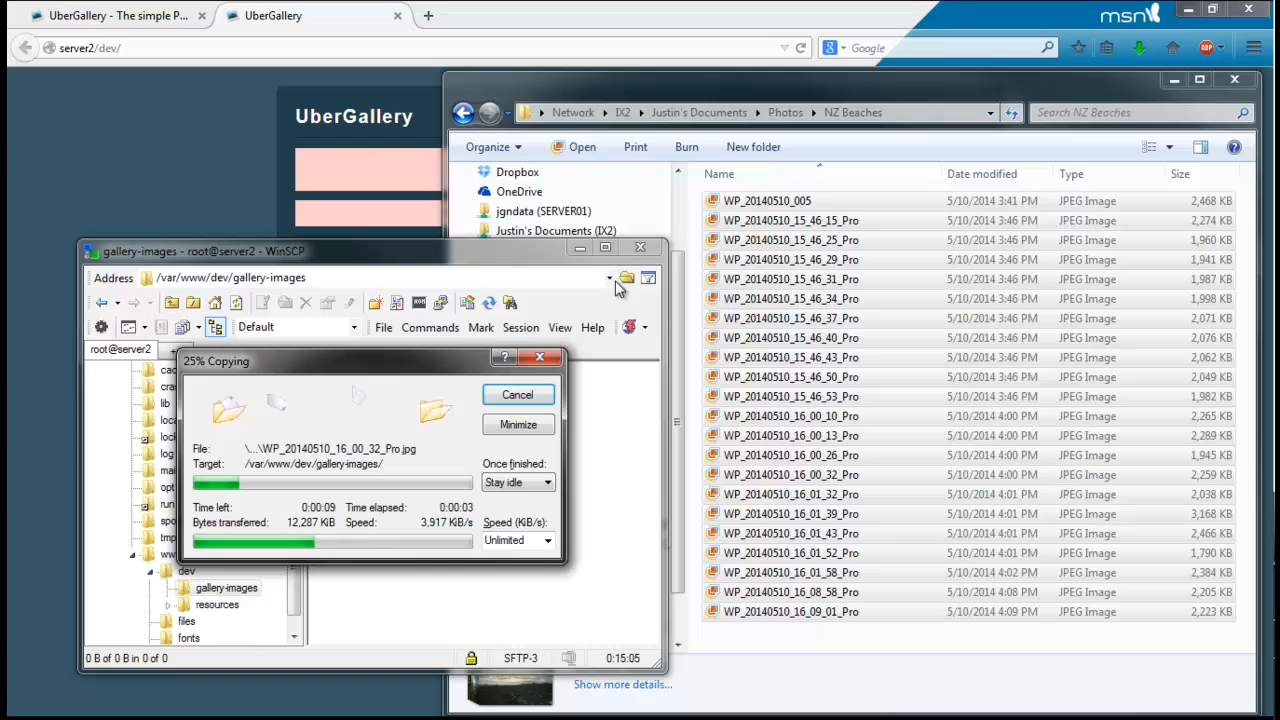 UberGallery - The simple P...
UberGallery
msn
server2/dev/
Google
ABP
UberGallery
Network
IX2
Justin's Documents
Photos
NZ Beaches
Search NZ Beaches
Organize
Open
Print
Burn
New folder
Dropbox
OneDrive
jgndata (SERVER01)
Justin's Documents (IX2)
Name Date modified Type Size
WP_20140510_005 5/10/2014 3:41 PM JPEG Image 2,468 KB
WP_20140510_15_46_15_Pro 5/10/2014 3:46 PM JPEG Image 2,274 KB
WP_20140510_15_46_25_Pro 5/10/2014 3:46 PM JPEG Image 1,960 KB
WP_20140510_15_46_29_Pro 5/10/2014 3:46 PM JPEG Image 1,941 KB
WP_20140510_15_46_31_Pro 5/10/2014 3:46 PM JPEG Image 1,987 KB
WP_20140510_15_46_34_Pro 5/10/2014 3:46 PM JPEG Image 1,998 KB
WP_20140510_15_46_37_Pro 5/10/2014 3:46 PM JPEG Image 2,071 KB
WP_20140510_15_46_40_Pro 5/10/2014 3:46 PM JPEG Image 2,076 KB
WP_20140510_15_46_43_Pro 5/10/2014 3:46 PM JPEG Image 2,062 KB
WP_20140510_15_46_50_Pro 5/10/2014 3:46 PM JPEG Image 2,049 KB
WP_20140510_15_46_53_Pro 5/10/2014 3:46 PM JPEG Image 1,982 KB
WP_20140510_16_00_10_Pro 5/10/2014 4:00 PM JPEG Image 2,265 KB
WP_20140510_16_00_13_Pro 5/10/2014 4:00 PM JPEG Image 2,289 KB
WP_20140510_16_00_26_Pro 5/10/2014 4:00 PM JPEG Image 1,945 KB
WP_20140510_16_00_32_Pro 5/10/2014 4:00 PM JPEG Image 2,259 KB
WP_20140510_16_01_32_Pro 5/10/2014 4:01 PM JPEG Image 2,038 KB
WP_20140510_16_01_39_Pro 5/10/2014 4:01 PM JPEG Image 3,168 KB
WP_20140510_16_01_43_Pro 5/10/2014 4:01 PM JPEG Image 2,466 KB
WP_20140510_16_01_52_Pro 5/10/2014 4:01 PM JPEG Image 1,790 KB
WP_20140510_16_01_58_Pro 5/10/2014 4:02 PM JPEG Image 2,384 KB
WP_20140510_16_08_58_Pro 5/10/2014 4:08 PM JPEG Image 2,205 KB
WP_20140510_16_09_01_Pro 5/10/2014 4:09 PM JPEG Image 2,223 KB
Show more details...
gallery-images - root@server2 - WinSCP
Address /var/www/dev/gallery-images
Default
File Commands Mark Session View Help
root@server2
lib
log
opt
run
tmp
dev
gallery-images
resources
files
fonts
0 B of 0 B in 0 of 0 SFTP-3 0:15:05
25% Copying
Cancel
Minimize
File: \...\WP_20140510_16_00_32_Pro.jpg
Target: /var/www/dev/gallery-images/
Once finished:
Stay idle
Time left: 0:00:09 Time elapsed: 0:00:03
Bytes transferred: 12,287 KiB Speed: 3,917 KiB/s
Speed (KiB/s):
Unlimited